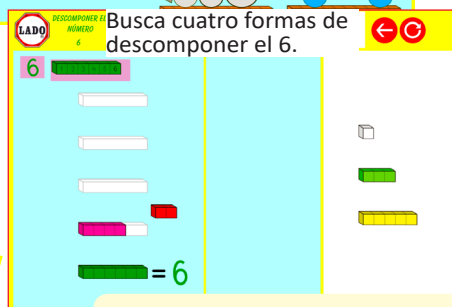 LADO
DESCOMPONER EL
NÚMERO
6
Busca cuatro formas de
descomponer el 6.
6
= 6